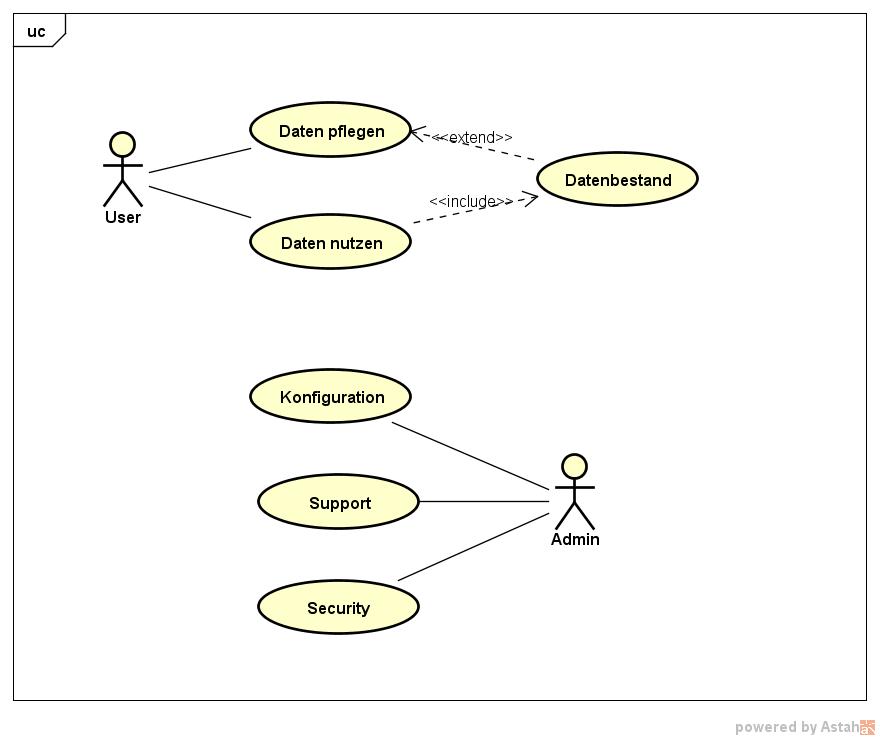 uc
Daten pflegen
<<extend>>
Datenbestand
User
<<include>>
Daten nutzen
Konfiguration
Support
Admin
Security
powered by Astah